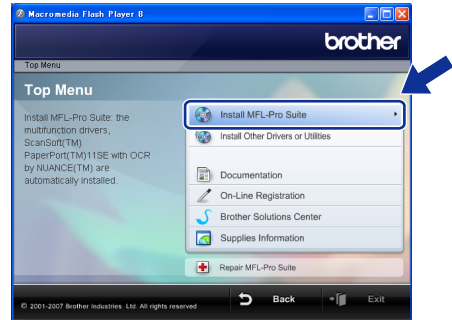 Macromedia Flash Player 8
brother
Top Menu
Top Menu
Install MFL-Pro Suite: the
multifunction drivers,
ScanSoft(TM)
PaperPort(TM)11SE with OCR
by NUANCE(TM) are
automatically installed.
Install MFL-Pro Suite
Install Other Drivers or Utilities
Documentation
On-Line Registration
Brother Solutions Center
Supplies Information
Repair MFL-Pro Suite
© 2001-2007 Brother Industries Ltd. All rights reserved
Back
Exit